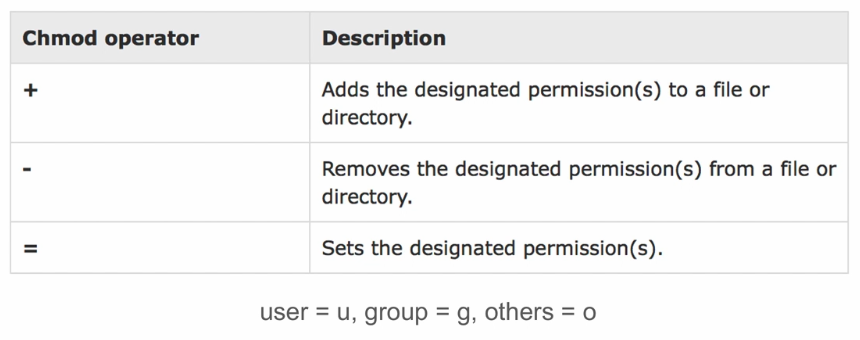 Chmod operator Description
+ Adds the designated permission(s) to a file or
directory.
- Removes the designated permission(s) from a file or
directory.
= Sets the designated permission(s).
user = u, group = g, others = o